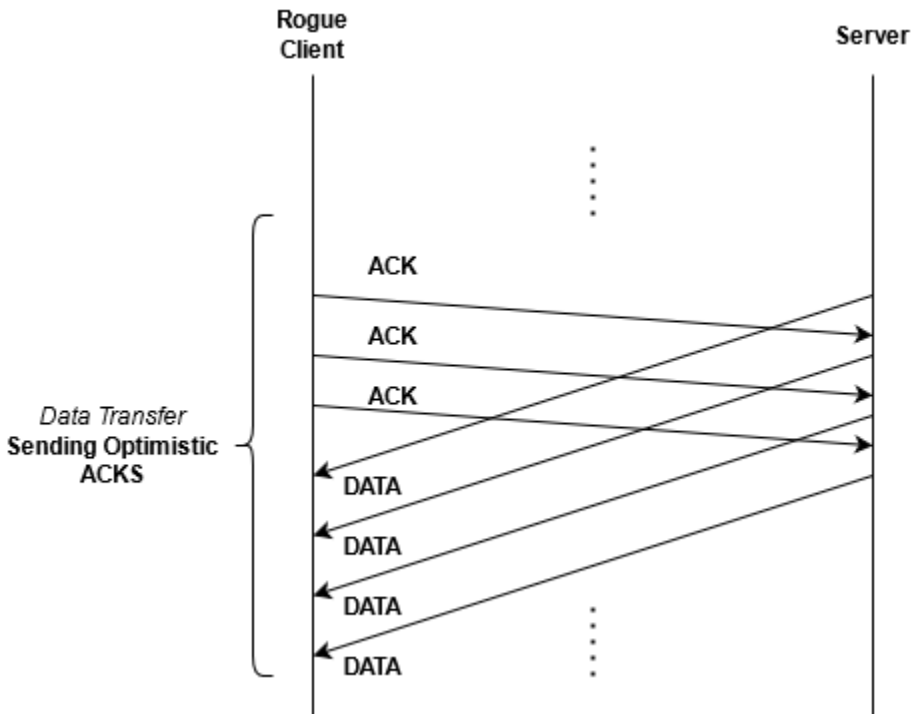 Rogue
Client
Server
ACK
ACK
ACK
Data Transfer
Sending Optimistic
ACKS
DATA
DATA
DATA
DATA